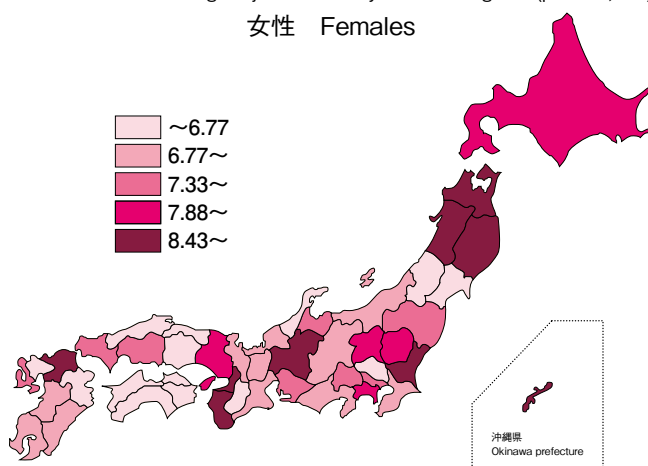 女性 Females
～6.77
6.77～
7.33～
7.88～
8.43～
沖縄県
Okinawa prefecture